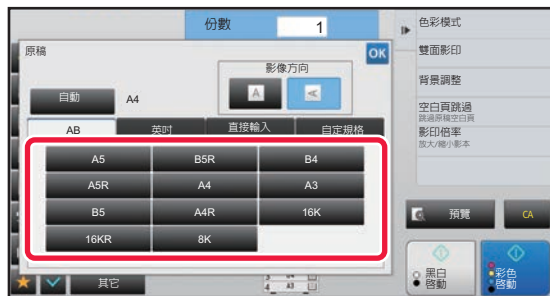 份數 1
原稿
OK
影像方向
自動 A4
A
A
AB 英吋 直接輸入 自定規格
A5 B5R B4
A5R A4 A3
B5 A4R 16K
16KR 8K
其它
色彩模式
雙面影印
背景調整
空白頁跳過
跳過原稿空白頁
影印倍率
放大/縮小影本
預覽 CA
黑白 彩色
啓動 啓動